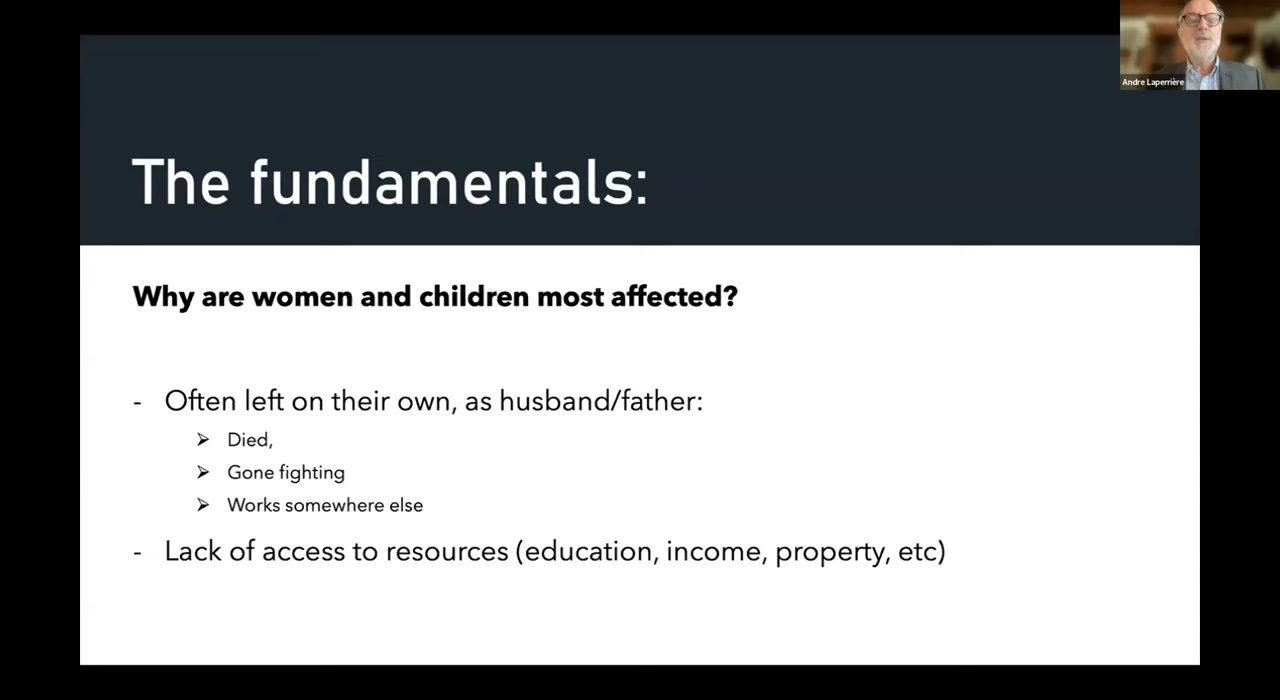 Andre Laperrière
The fundamentals:
Why are women and children most affected?
- Often left on their own, as husband/father:
➢ Died,
➢ Gone fighting
➢ Works somewhere else
- Lack of access to resources (education, income, property, etc)